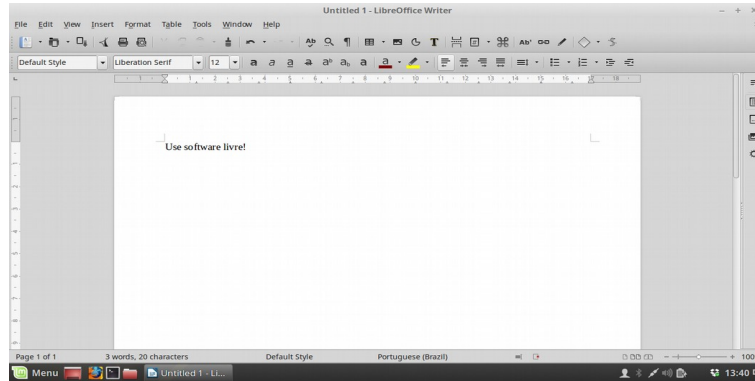 Untitled 1 - LibreOffice Writer
File Edit View Insert Format Table Tools Window Help
Default Style Liberation Serif 12
Use software livre!
Page 1 of 1 3 words, 20 characters Default Style Portuguese (Brazil) 100
Menu Untitled 1 - Li... 13:40